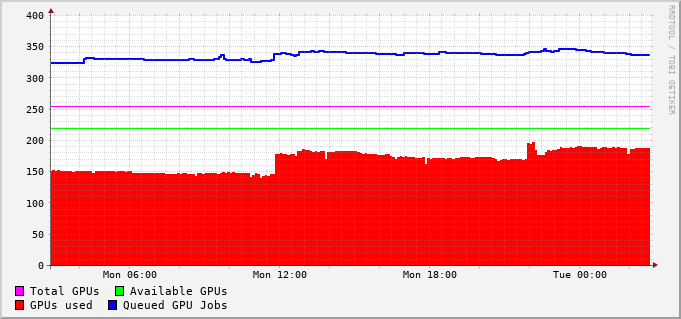 400
350
300
250
200
150
100
50
0
Mon 06:00 Mon 12:00 Mon 18:00 Tue 00:00
Total GPUs Available GPUs
GPUs used Queued GPU Jobs
RRDTOOL / TOBI OETIKER